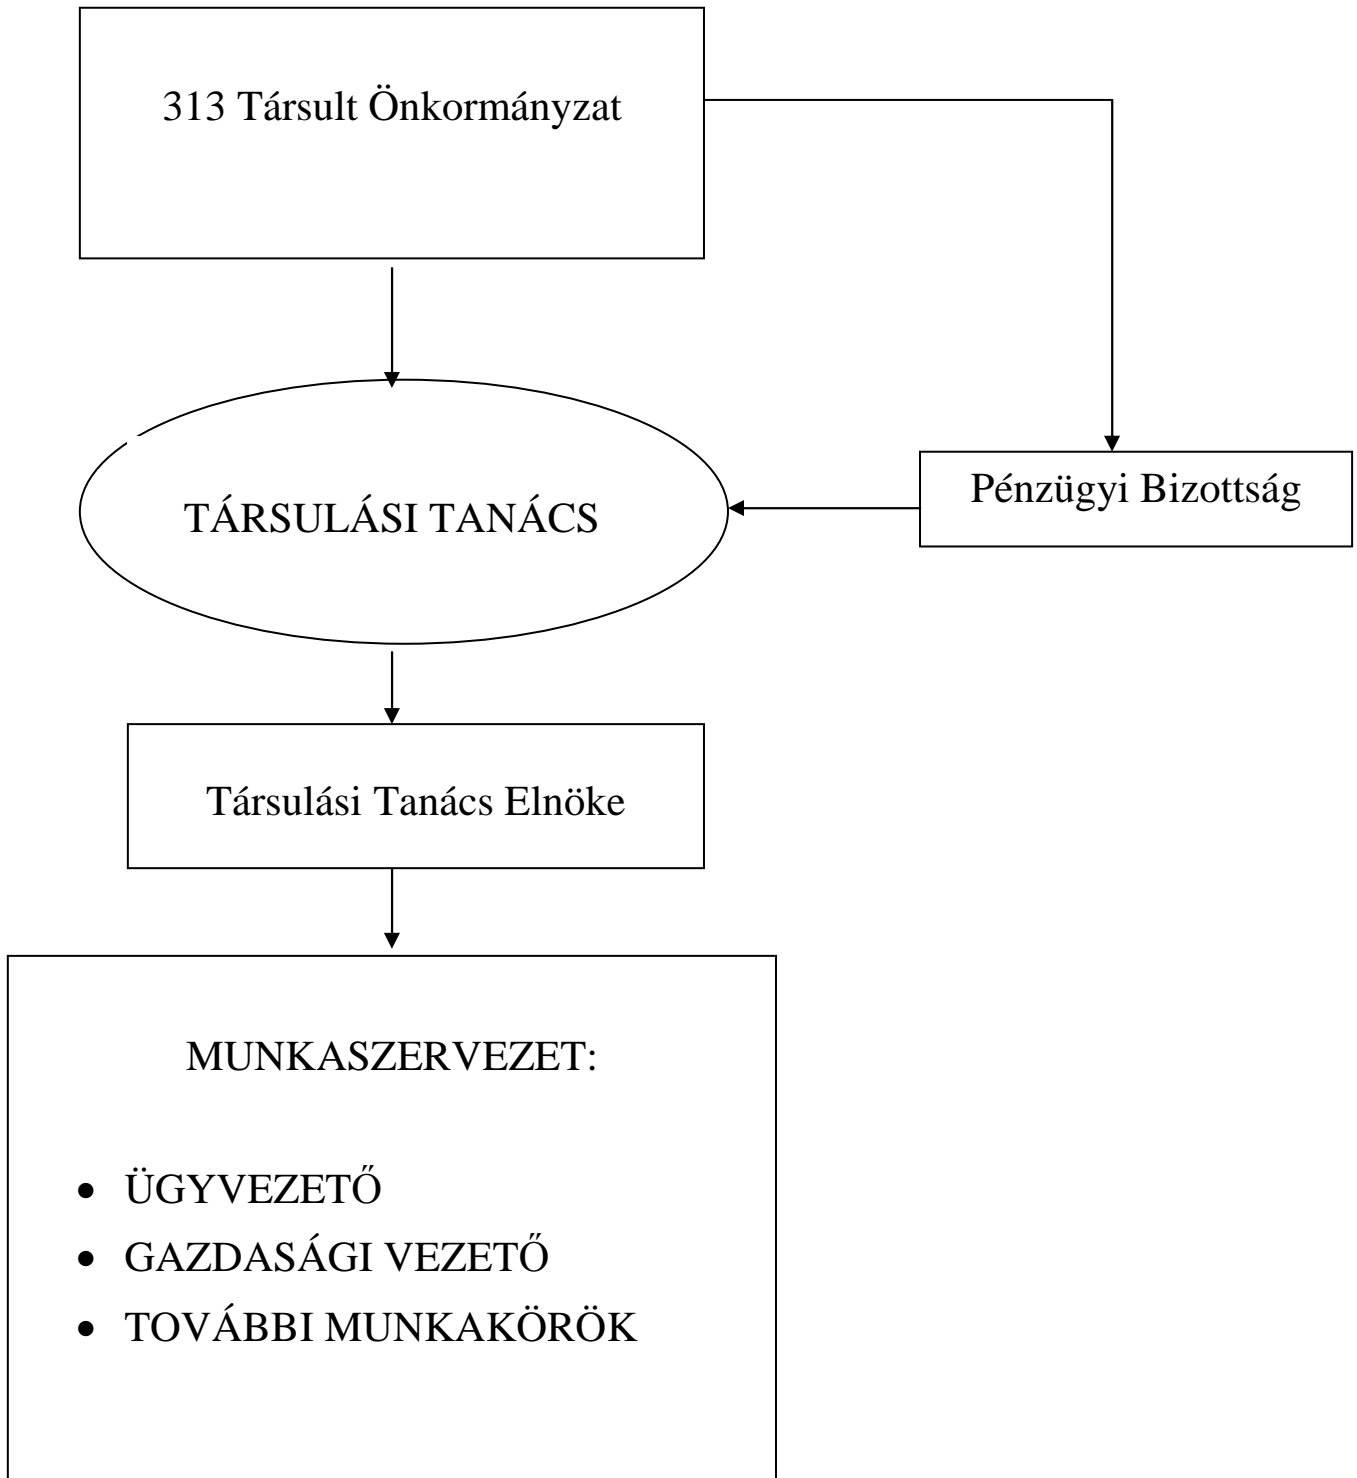 313 Társult Önkormányzat
Pénzügyi Bizottság
TÁRSULÁSI TANÁCS
Társulási Tanács Elnöke
MUNKASZERVEZET:
• ÜGYVEZETŐ
• GAZDASÁGI VEZETŐ
• TOVÁBBI MUNKAKÖRÖK